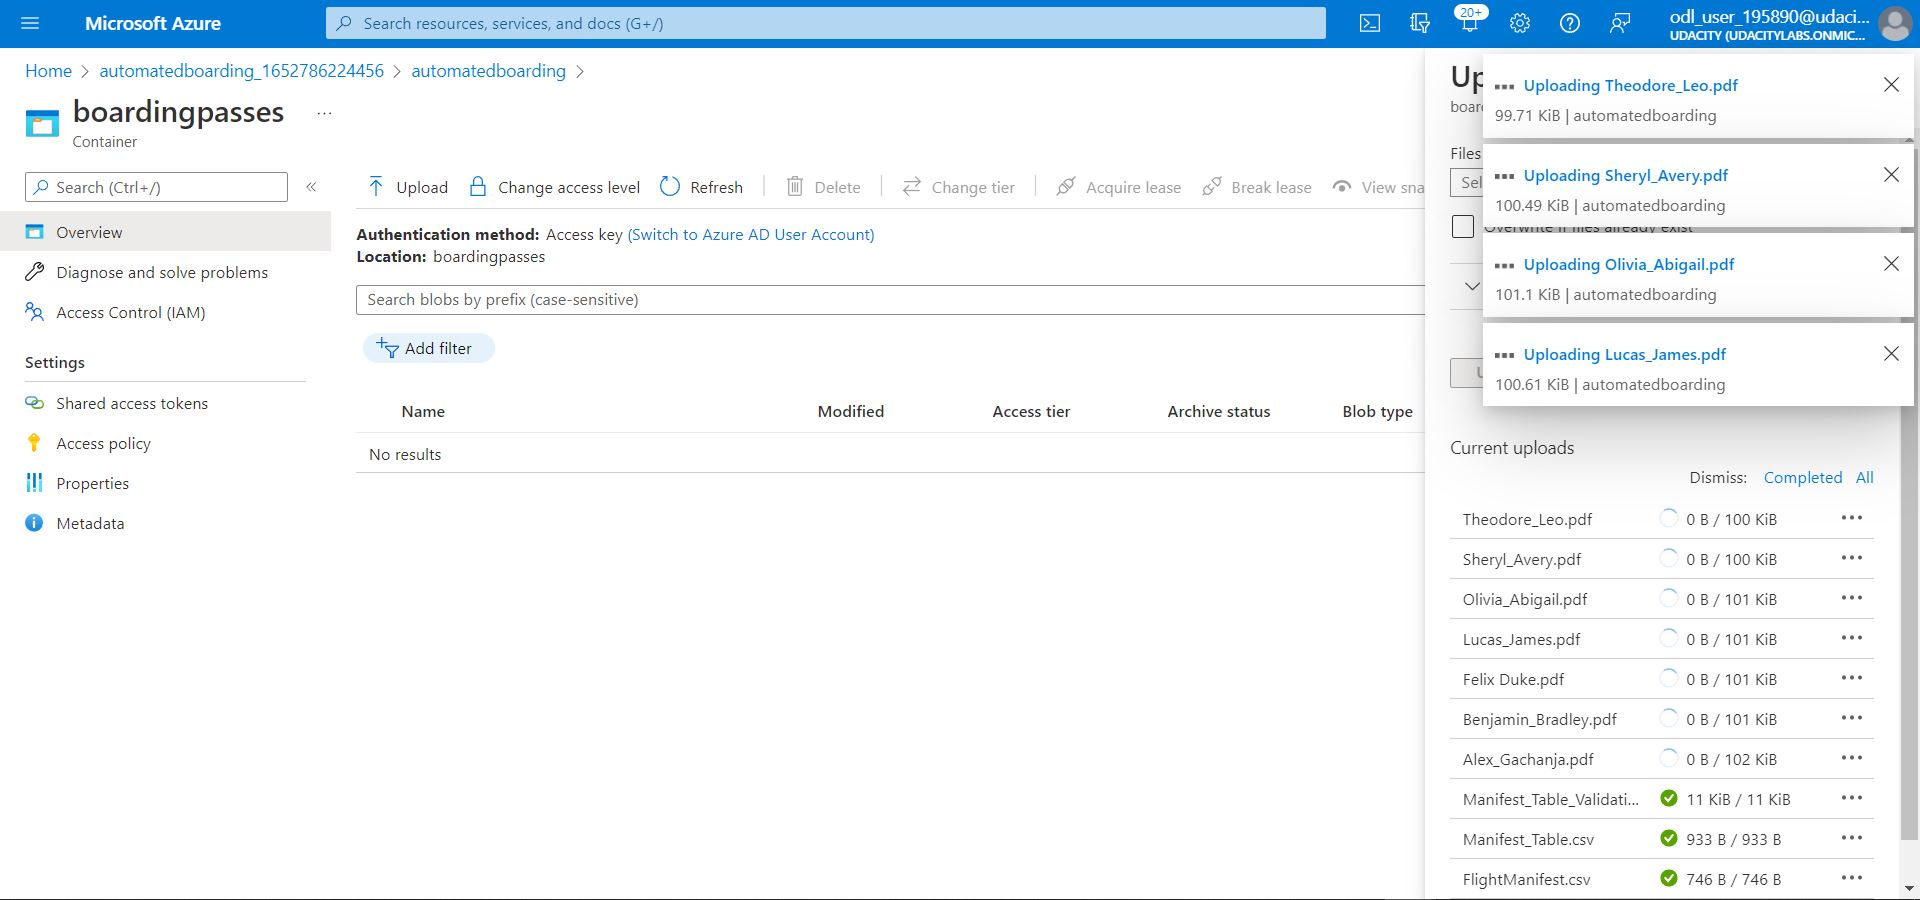 Microsoft Azure
Search resources, services, and docs (G+/)
20+
odl_user_195890@udaci...
UDACITY (UDACITYLABS.ONMIC...
Home > automatedboarding_1652786224456 > automatedboarding >
boardingpasses
...
Container
Search (Ctrl+/)
«
Overview
Diagnose and solve problems
Access Control (IAM)
Settings
Shared access tokens
Access policy
Properties
Metadata
Upload
Change access level
Refresh
Delete
Change tier
Acquire lease
Break lease
View sna
Authentication method: Access key (Switch to Azure AD User Account)
Location: boardingpasses
Search blobs by prefix (case-sensitive)
Add filter
Name Modified Access tier Archive status Blob type
No results
Up
boar
Files
Sel
Overwrite if files already exist
U
Uploading Theodore_Leo.pdf
99.71 KiB | automatedboarding
Uploading Sheryl_Avery.pdf
100.49 KiB | automatedboarding
Uploading Olivia_Abigail.pdf
101.1 KiB | automatedboarding
Uploading Lucas_James.pdf
100.61 KiB | automatedboarding
Current uploads
Dismiss: Completed All
Theodore_Leo.pdf 0 B / 100 KiB ...
Sheryl_Avery.pdf 0 B / 100 KiB ...
Olivia_Abigail.pdf 0 B / 101 KiB ...
Lucas_James.pdf 0 B / 101 KiB ...
Felix Duke.pdf 0 B / 101 KiB ...
Benjamin_Bradley.pdf 0 B / 101 KiB ...
Alex_Gachanja.pdf 0 B / 102 KiB ...
Manifest_Table_Validati... 11 KiB / 11 KiB ...
Manifest_Table.csv 933 B / 933 B ...
FlightManifest.csv 746 B / 746 B ...